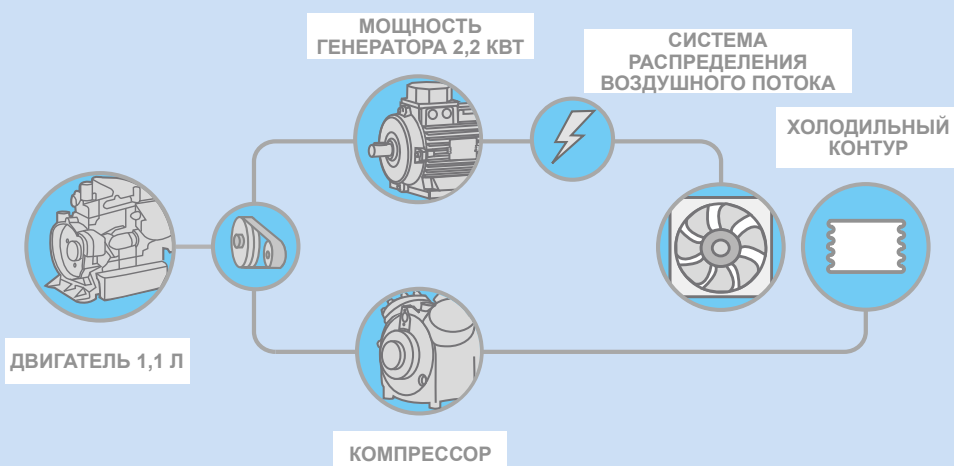 МОЩНОСТЬ
ГЕНЕРАТОРА 2,2 КВТ
СИСТЕМА
РАСПРЕДЕЛЕНИЯ
ВОЗДУШНОГО ПОТОКА
ХОЛОДИЛЬНЫЙ
КОНТУР
ДВИГАТЕЛЬ 1,1 Л
КОМПРЕССОР